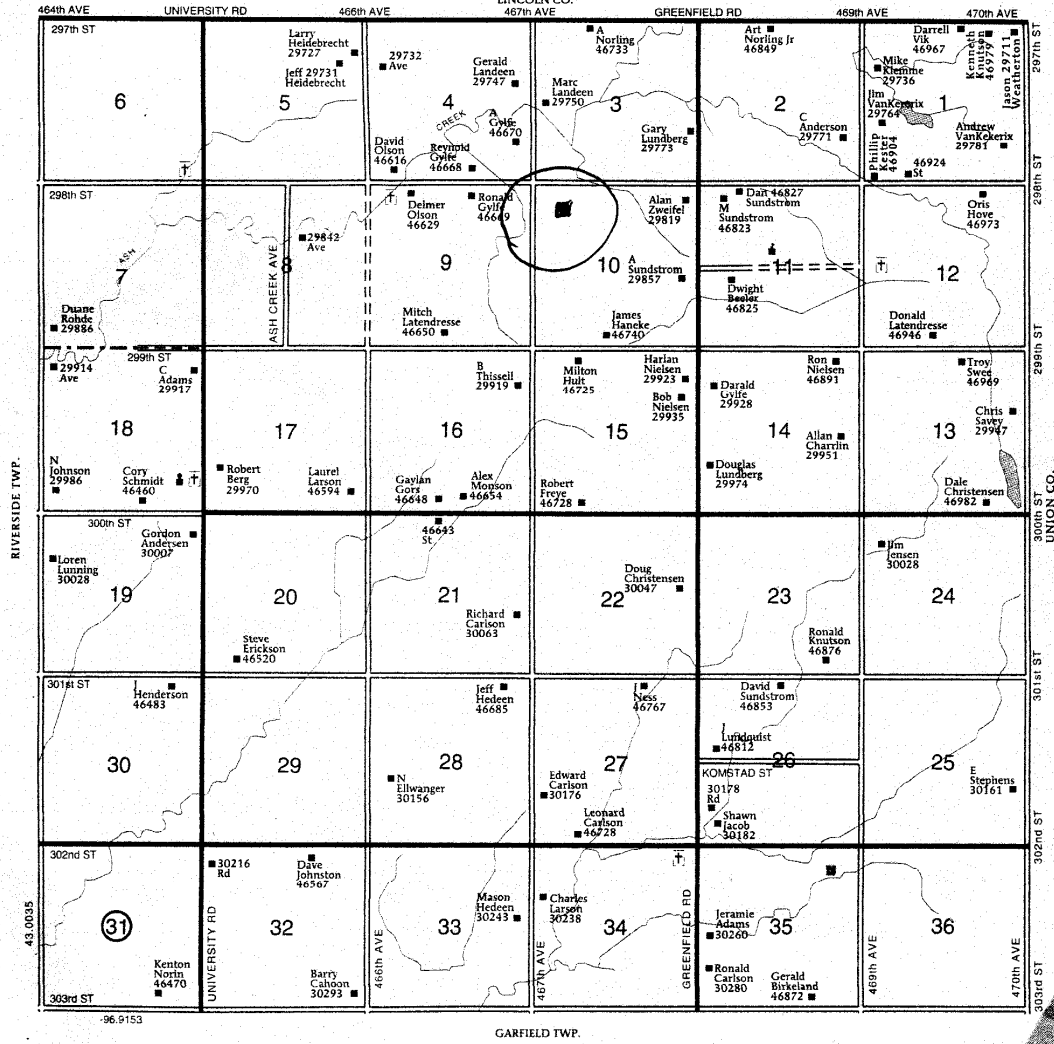 LINCOLN CO.
464th AVE
UNIVERSITY RD
466th AVE
467th AVE
GREENFIELD RD
469th AVE
470th AVE
297th ST
297th ST
6
Larry
Heidebrecht
29727
Jeff 29731
Heidebrecht
5
29732
Ave
Gerald
Landeen
29747
4
CREEK
A
Gylfe
46670
David
Olson
46616
Reynold
Gylfe
46668
A
Norling
46733
Marc
Landeen
29750
3
Gary
Lundberg
29773
Art
Norling Jr
46849
2
C
Anderson
29771
Darrell
Vik
46967
Kenneth
Knutson
46979
Jason 29711
Weatherton
Mike
Klemme
29736
Jim
VanKekerix
29764
1
Andrew
VanKekerix
29781
Phillip
Kester
46904
46924
St
298th ST
298th ST
ASH
7
Duane
Rohde
29886
ASH CREEK AVE
8
29842
Ave
Delmer
Olson
46629
Ronald
Gylfe
46669
9
Mitch
Latendresse
46650
10
Alan
Zweifel
29819
A
Sundstrom
29857
James
Haneke
46740
Dan 46827
Sundstrom
M
Sundstrom
46823
11
Dwight
Beeler
46825
Oris
Hove
46973
12
Donald
Latendresse
46946
299th ST
299th ST
29914
Ave
C
Adams
29917
18
N
Johnson
29986
Cory
Schmidt
46460
17
Robert
Berg
29970
Laurel
Larson
46594
B
Thissell
29919
16
Gaylan
Gors
46648
Alex
Monson
46654
Milton
Hult
46725
Harlan
Nielsen
29923
Bob
Nielsen
29935
15
Robert
Freye
46728
Darald
Gylfe
29928
Ron
Nielsen
46891
14
Allan
Charrlin
29951
Douglas
Lundberg
29974
Troy
Swee
46969
Chris
Savey
29947
13
Dale
Christensen
46982
RIVERSIDE TWP.
UNION CO.
300th ST
300th ST
Gordon
Andersen
30007
Loren
Lunning
30028
19
20
Steve
Erickson
46520
46643
St
21
Richard
Carlson
30063
Doug
Christensen
30047
22
23
Ronald
Knutson
46876
Jim
Jensen
30028
24
301st ST
301st ST
J
Henderson
46483
30
29
Jeff
Hedeen
46685
28
N
Ellwanger
30156
J
Ness
46767
27
Edward
Carlson
30176
Leonard
Carlson
46728
David
Sundstrom
46853
J
Lundquist
46812
26
KOMSTAD ST
30178
Rd
Shawn
Jacob
30182
25
E
Stephens
30161
302nd ST
302nd ST
43.0035
31
Kenton
Norin
46470
UNIVERSITY RD
30216
Rd
Dave
Johnston
46567
32
Barry
Cahoon
30293
466th AVE
33
Mason
Hedeen
30243
467th AVE
Charles
Larson
30238
34
GREENFIELD RD
35
Jeramie
Adams
30260
Ronald
Carlson
30280
Gerald
Birkeland
46872
469th AVE
36
470th AVE
303rd ST
303rd ST
-96.9153
GARFIELD TWP.